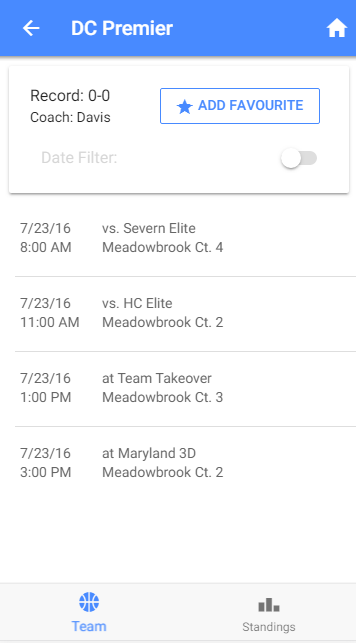 DC Premier
Record: 0-0
ADD FAVOURITE
Coach: Davis
Date Filter:
7/23/16 vs. Severn Elite
8:00 AM Meadowbrook Ct. 4
7/23/16 vs. HC Elite
11:00 AM Meadowbrook Ct. 2
7/23/16 at Team Takeover
1:00 PM Meadowbrook Ct. 3
7/23/16 at Maryland 3D
3:00 PM Meadowbrook Ct. 2
Team Standings